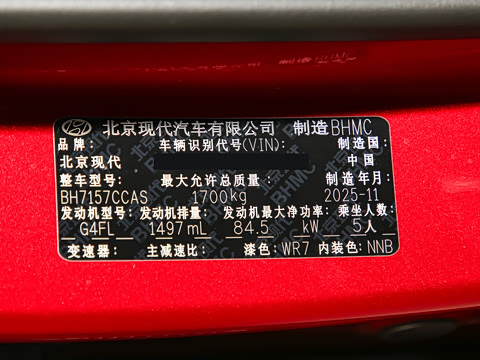 北京现代汽车有限公司 制造BHMC
品牌: 车辆识别代号(VIN): 制造国:
北京现代 中国
整车型号: 最大允许总质量: 制造年月:
BH7157CCAS 1700kg 2025-11
发动机型号: 发动机排量: 发动机最大净功率: 乘坐人数:
G4FL 1497 mL 84.5 kW 5人
变速器: 主减速比: 漆色: WR7 内装色: NNB